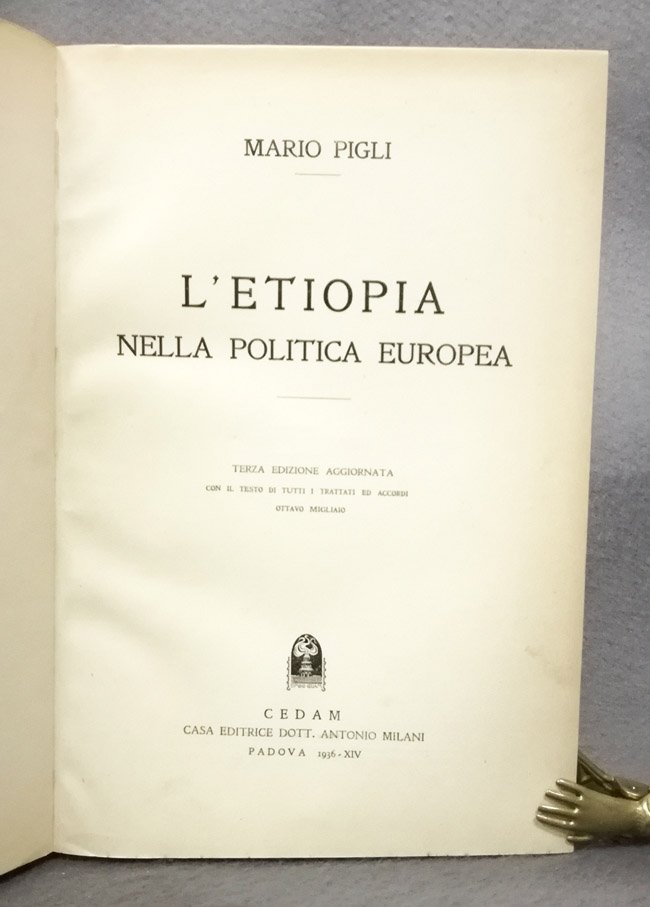 MARIO PIGLI
L'ETIOPIA
NELLA POLITICA EUROPEA
TERZA EDIZIONE AGGIORNATA
CON IL TESTO DI TUTTI I TRATTATI ED ACCORDI
OTTAVO MIGLIAIO
CEDAM
CASA EDITRICE DOTT. ANTONIO MILANI
PADOVA 1936-XIV